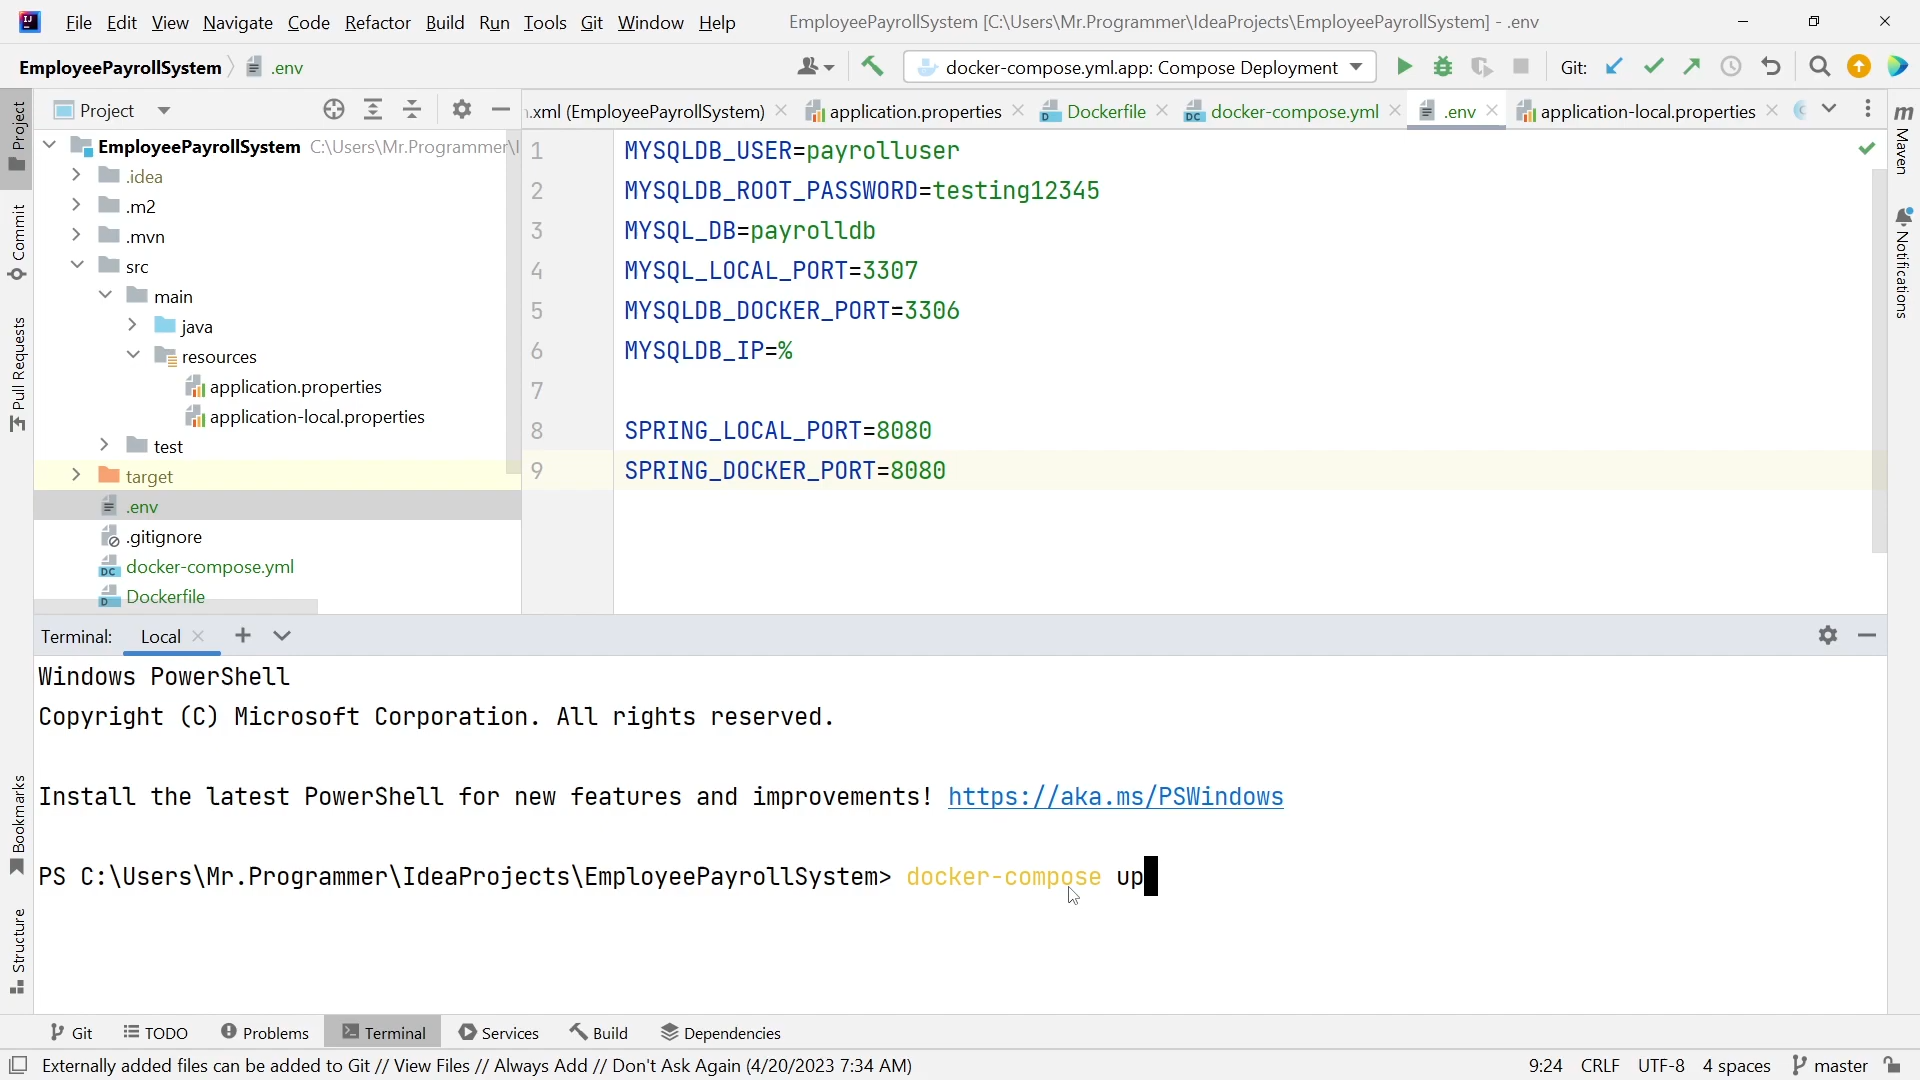 File Edit View Navigate Code Refactor Build Run Tools Git Window Help EmployeePayrollSystem [C:\Users\Mr.Programmer\IdeaProjects\EmployeePayrollSystem] - .env
EmployeePayrollSystem .env docker-compose.yml.app: Compose Deployment Git:
Project .xml (EmployeePayrollSystem) application.properties Dockerfile docker-compose.yml .env application-local.properties
EmployeePayrollSystem C:\Users\Mr.Programmer\I
.idea
.m2
.mvn
src
main
java
resources
application.properties
application-local.properties
test
target
.env
.gitignore
docker-compose.yml
Dockerfile
1 MYSQLDB_USER=payrolluser
2 MYSQLDB_ROOT_PASSWORD=testing12345
3 MYSQL_DB=payrolldb
4 MYSQL_LOCAL_PORT=3307
5 MYSQLDB_DOCKER_PORT=3306
6 MYSQLDB_IP=%
7
8 SPRING_LOCAL_PORT=8080
9 SPRING_DOCKER_PORT=8080
Project
Commit
Pull Requests
Bookmarks
Structure
Maven
Notifications
Terminal: Local
Windows PowerShell
Copyright (C) Microsoft Corporation. All rights reserved.
Install the latest PowerShell for new features and improvements! https://aka.ms/PSWindows
PS C:\Users\Mr.Programmer\IdeaProjects\EmployeePayrollSystem> docker-compose up
Git TODO Problems Terminal Services Build Dependencies
Externally added files can be added to Git // View Files // Always Add // Don't Ask Again (4/20/2023 7:34 AM) 9:24 CRLF UTF-8 4 spaces master